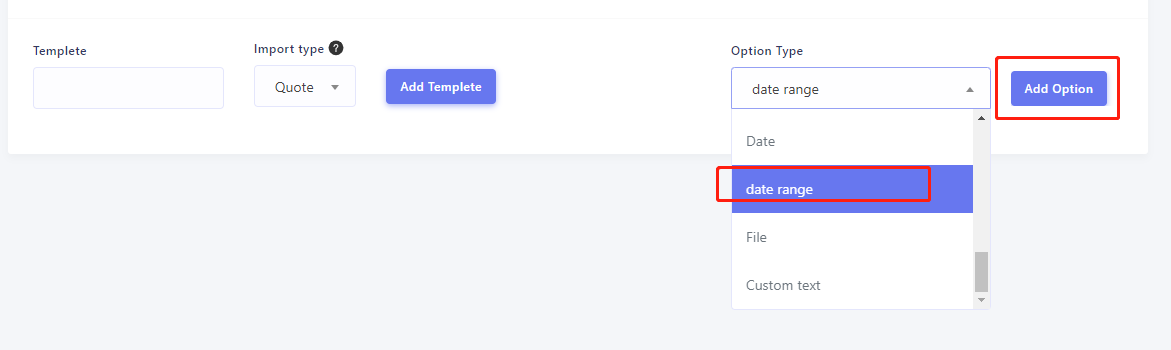 Templete
Import type ?
Option Type
Quote
Add Templete
date range
Add Option
Date
date range
File
Custom text